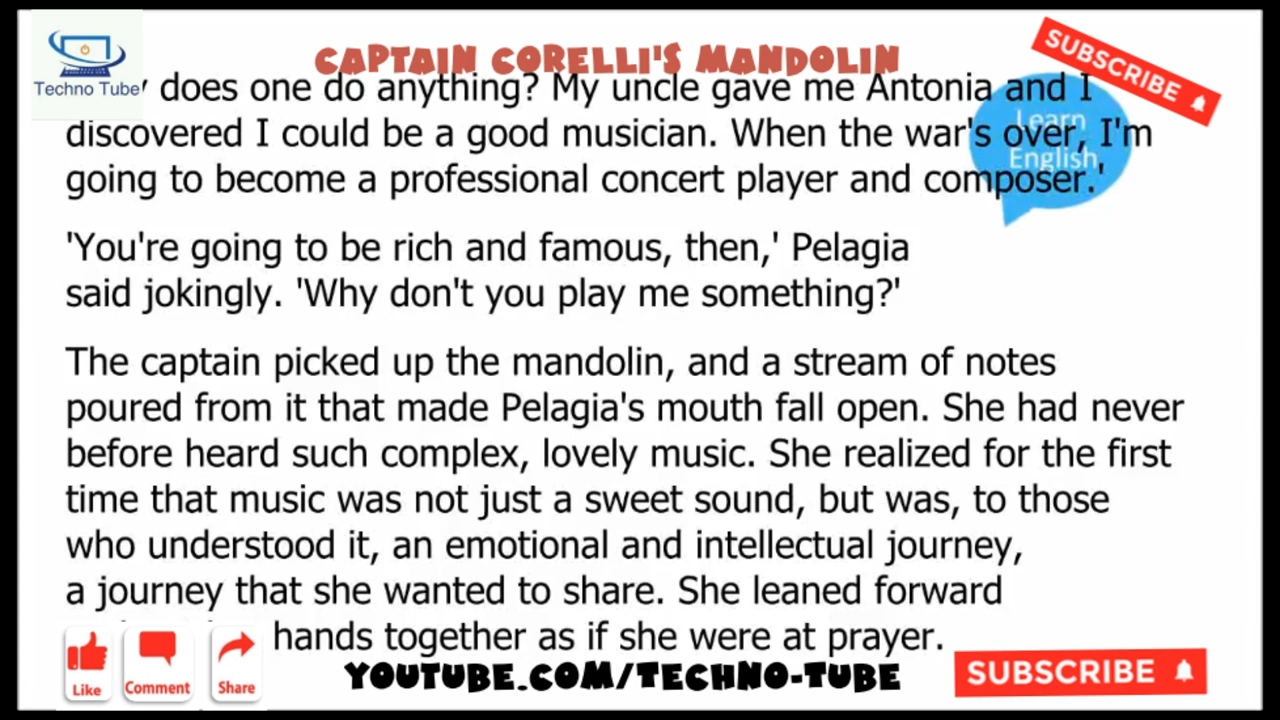 CAPTAIN CORELLI'S MANDOLIN
SUBSCRIBE
Techno Tube
does one do anything? My uncle gave me Antonia and I
discovered I could be a good musician. When the war's over, I'm
going to become a professional concert player and composer.'
Learn
English
'You're going to be rich and famous, then,' Pelagia
said jokingly. 'Why don't you play me something?'
The captain picked up the mandolin, and a stream of notes
poured from it that made Pelagia's mouth fall open. She had never
before heard such complex, lovely music. She realized for the first
time that music was not just a sweet sound, but was, to those
who understood it, an emotional and intellectual journey,
a journey that she wanted to share. She leaned forward
hands together as if she were at prayer.
Like
Comment
Share
YOUTUBE.COM/TECHNO-TUBE
SUBSCRIBE